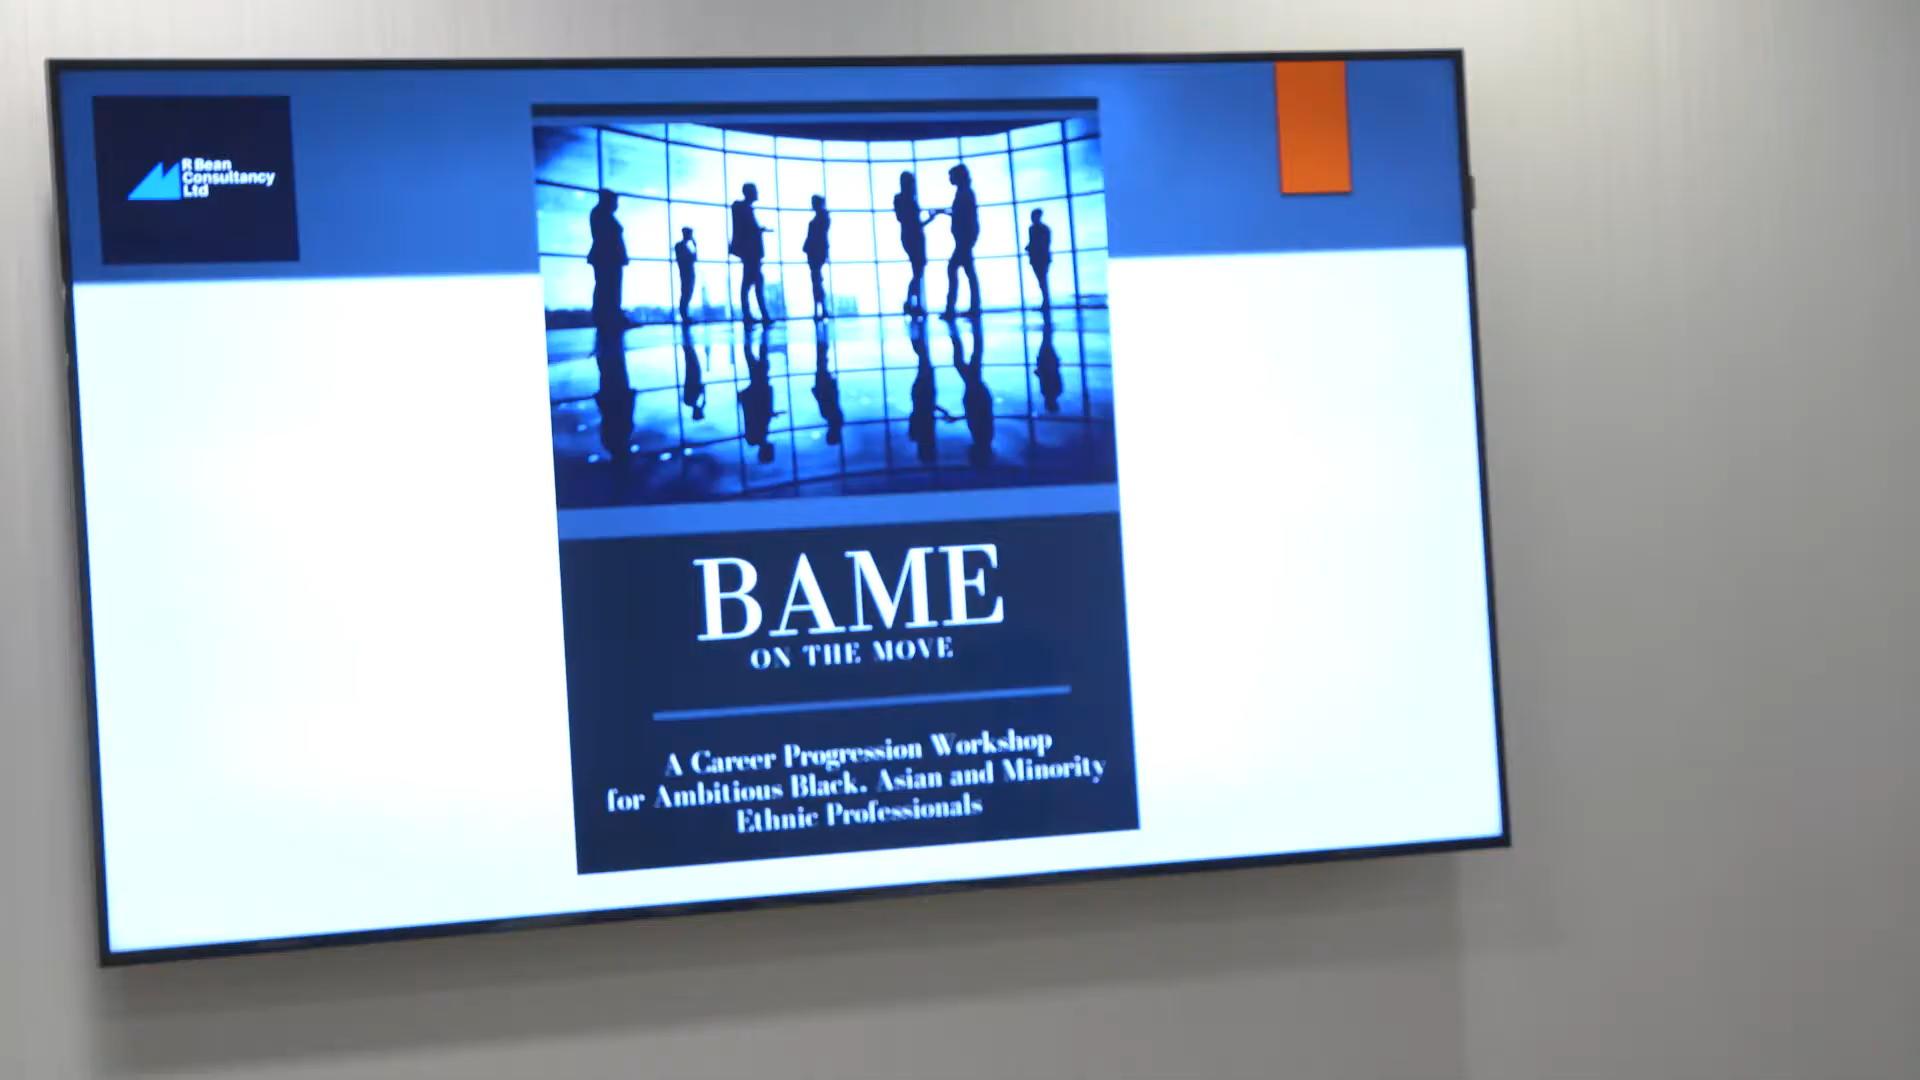 R Bean
Consultancy
Ltd
BAME
ON THE MOVE
A Career Progression Workshop
for Ambitious Black, Asian and Minority
Ethnic Professionals